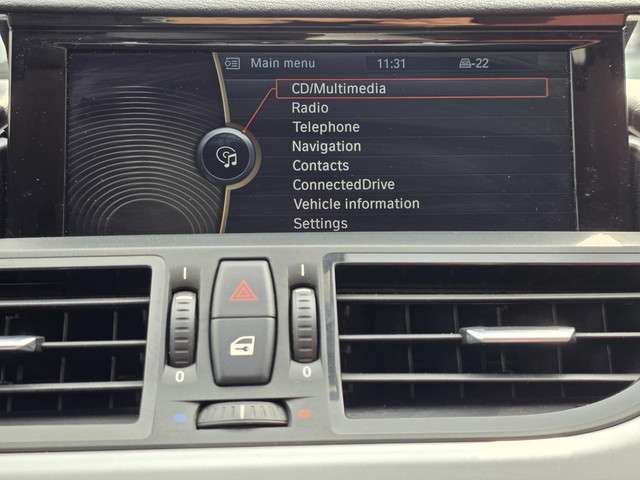 Main menu 11:31 -22
CD/Multimedia
Radio
Telephone
Navigation
Contacts
ConnectedDrive
Vehicle information
Settings
I I
0 0